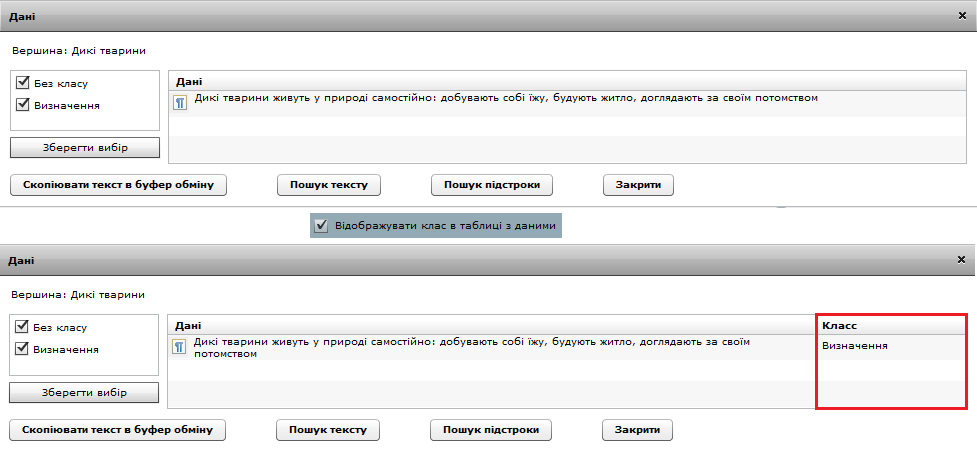 Дані
Вершина: Дикі тварини
Без класу
Визначення
Зберегти вибір
Дані
Дикі тварини живуть у природі самостійно: добувають собі їжу, будують житло, доглядають за своїм потомством
Скопіювати текст в буфер обміну Пошук тексту Пошук підстроки Закрити
Відображувати клас в таблиці з даними
Дані
Вершина: Дикі тварини
Без класу
Визначення
Зберегти вибір
Дані Класс
Дикі тварини живуть у природі самостійно: добувають собі їжу, будують житло, доглядають за своїм
потомством
Визначення
Скопіювати текст в буфер обміну Пошук тексту Пошук підстроки Закрити